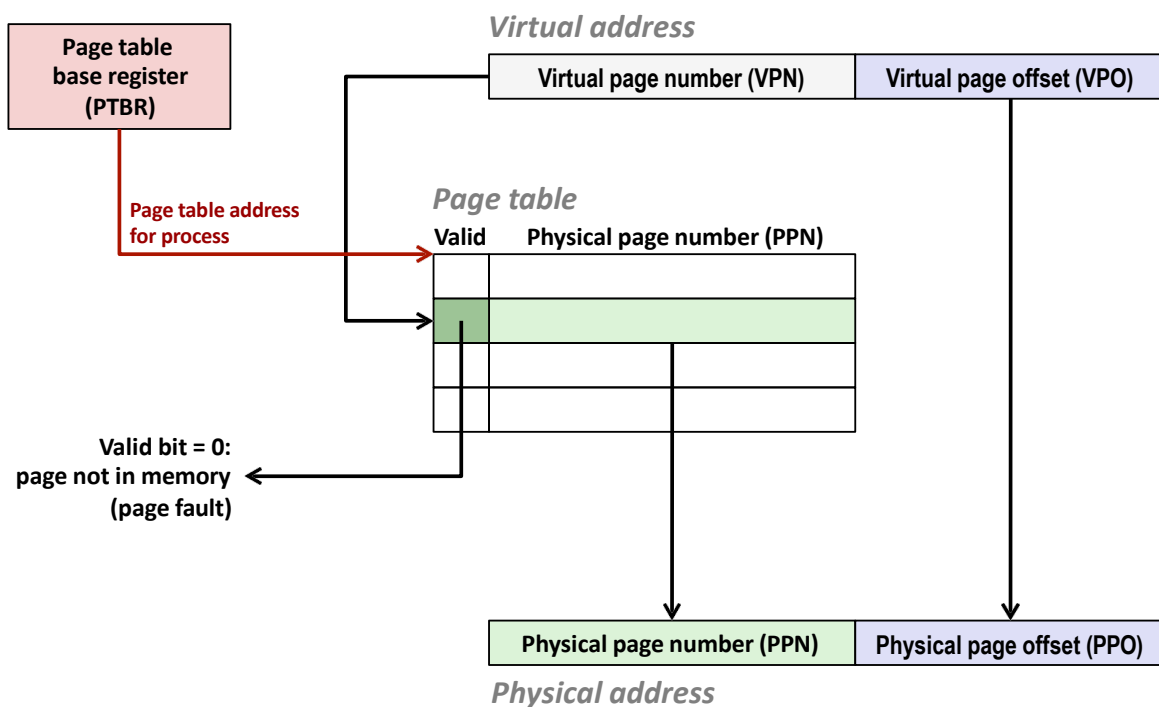 Virtual address
Page table
base register
(PTBR)
Virtual page number (VPN)
Virtual page offset (VPO)
Page table address
for process
Page table
Valid
Physical page number (PPN)
Valid bit = 0:
page not in memory
(page fault)
Physical page number (PPN)
Physical page offset (PPO)
Physical address